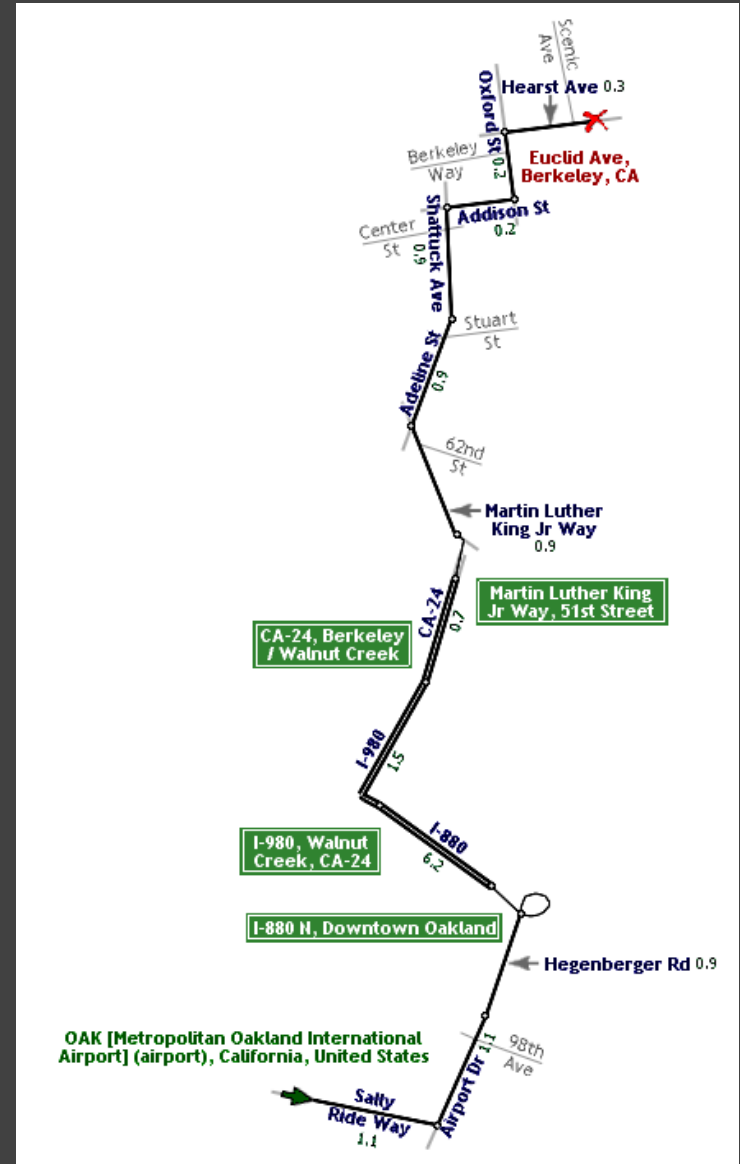 Scenic
Ave
Hearst Ave 0.3
Oxford St
0.2
Euclid Ave,
Berkeley, CA
Berkeley
Way
Addison St
0.2
Shattuck Ave
0.9
Center
St
Stuart
St
Adeline St
0.9
62nd
St
Martin Luther
King Jr Way
0.9
Martin Luther King
Jr Way, 51st Street
CA-24
0.7
CA-24, Berkeley
/ Walnut Creek
I-980
1.5
I-980, Walnut
Creek, CA-24
I-880
6.2
I-880 N, Downtown Oakland
Hegenberger Rd 0.9
98th
Ave
Airport Dr 1.1
OAK [Metropolitan Oakland International
Airport] (airport), California, United States
Sally
Ride Way
1.1